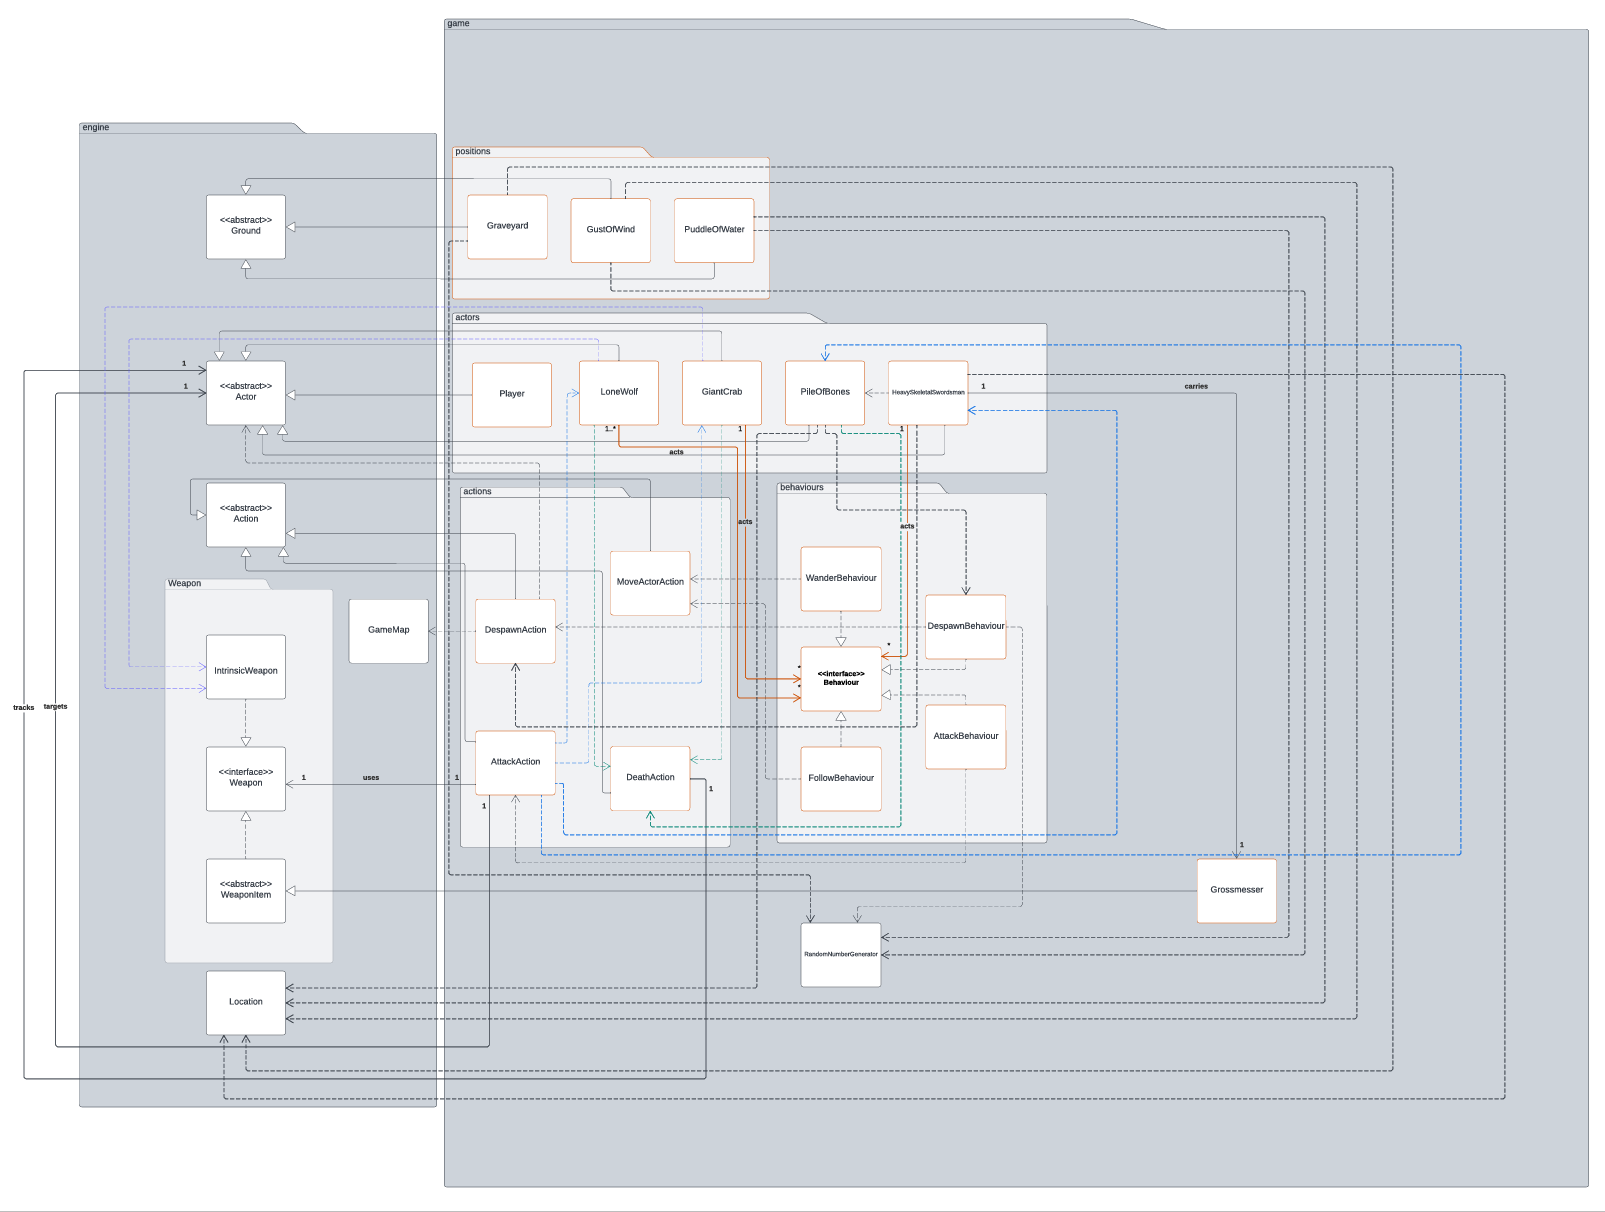 game
engine
positions
<<abstract>>
Ground
Graveyard
GustOfWind
PuddleOfWater
actors
1
1
<<abstract>>
Actor
Player
LoneWolf
GiantCrab
PileOfBones
HeavySkeletalSwordsman
1
carries
1..*
1
1
acts
<<abstract>>
Action
actions
behaviours
acts
acts
Weapon
MoveActorAction
WanderBehaviour
GameMap
DespawnAction
DespawnBehaviour
IntrinsicWeapon
*
*
*
<<interface>>
Behaviour
tracks
targets
AttackBehaviour
<<interface>>
Weapon
1
uses
1
AttackAction
DeathAction
FollowBehaviour
1
1
1
<<abstract>>
WeaponItem
Grossmesser
RandomNumberGenerator
Location